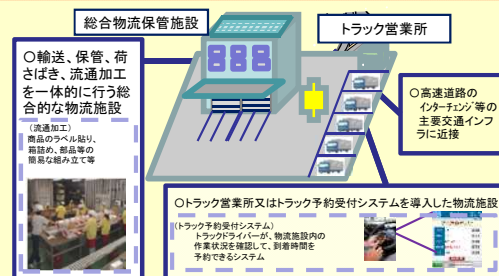 総合物流保管施設
トラック営業所
○輸送、保管、荷
さばき、流通加工
を一体的に行う総
合的な物流施設
（流通加工）
商品のラベル貼り、
箱詰め、部品等の
簡易な組み立て等
○高速道路の
インターチェンジ等の
主要交通インフ
ラに近接
○トラック営業所又はトラック予約受付システムを導入した物流施設
（トラック予約受付システム）
トラックドライバーが、物流施設内の
作業状況を確認して、到着時間を
予約できるシステム